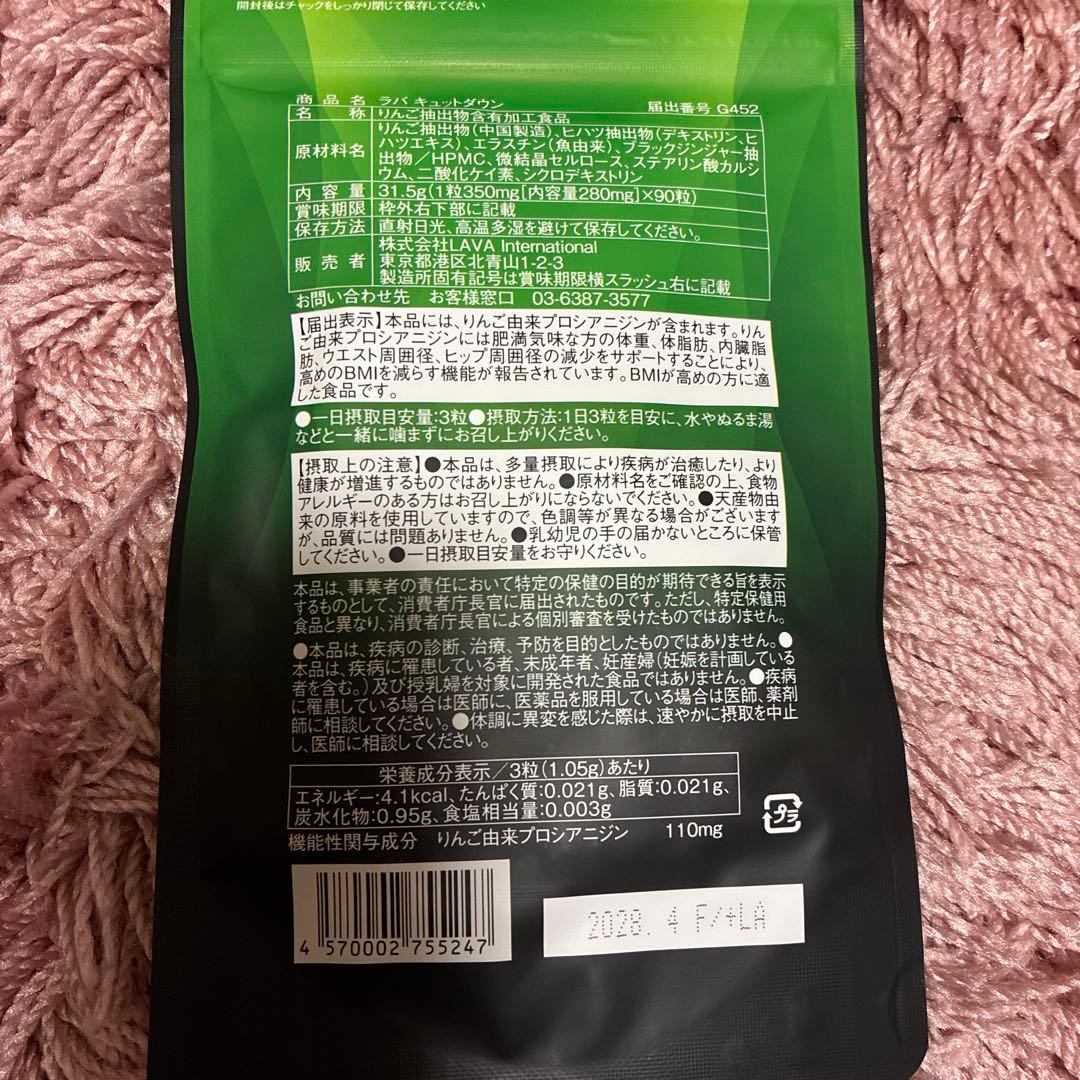 開封後はチャックをしっかり閉じて保存してください
商品名 ラバ キュットダウン 届出番号 G452
名称 りんご抽出物含有加工食品
原材料名 りんご抽出物(中国製造)、ヒハツ抽出物(デキストリン、ヒ
ハツエキス)、エラスチン(魚由来)、ブラックジンジャー抽
出物/HPMC、微結晶セルロース、ステアリン酸カルシ
ウム、二酸化ケイ素、シクロデキストリン
内容量 31.5g(1粒350mg[内容量280mg]×90粒)
賞味期限 枠外右下部に記載
保存方法 直射日光、高温多湿を避けて保存してください。
販売者 株式会社LAVA International
東京都港区北青山1-2-3
製造所固有記号は賞味期限横スラッシュ右に記載
お問い合わせ先 お客様窓口 03-6387-3577
【届出表示】本品には、りんご由来プロシアニジンが含まれます。りん
ご由来プロシアニジンには肥満気味な方の体重、体脂肪、内臓脂
肪、ウエスト周囲径、ヒップ周囲径の減少をサポートすることにより、
高めのBMIを減らす機能が報告されています。BMIが高めの方に適
した食品です。
●一日摂取目安量:3粒●摂取方法:1日3粒を目安に、水やぬるま湯
などと一緒に噛まずにお召し上がりください。
【摂取上の注意】●本品は、多量摂取により疾病が治癒したり、より
健康が増進するものではありません。●原材料名をご確認の上、食物
アレルギーのある方はお召し上がりにならないでください。●天産物由
来の原料を使用していますので、色調等が異なる場合がございます
が、品質には問題ありません。●乳幼児の手の届かないところに保管
してください。●一日摂取目安量をお守りください。
本品は、事業者の責任において特定の保健の目的が期待できる旨を表示
するものとして、消費者庁長官に届出されたものです。ただし、特定保健用
食品と異なり、消費者庁長官による個別審査を受けたものではありません。
●本品は、疾病の診断、治療、予防を目的としたものではありません。●
本品は、疾病に罹患している者、未成年者、妊産婦(妊娠を計画している
者を含む。)及び授乳婦を対象に開発された食品ではありません。●疾病
に罹患している場合は医師に、医薬品を服用している場合は医師、薬剤
師に相談してください。●体調に異変を感じた際は、速やかに摂取を中止
し、医師に相談してください。
栄養成分表示/3粒(1.05g)あたり
エネルギー:4.1kcal、たんぱく質:0.021g、脂質:0.021g、
炭水化物:0.95g、食塩相当量:0.003g
機能性関与成分 りんご由来プロシアニジン 110mg
プラ
4 570002 755247
2028. 4 F/+LA